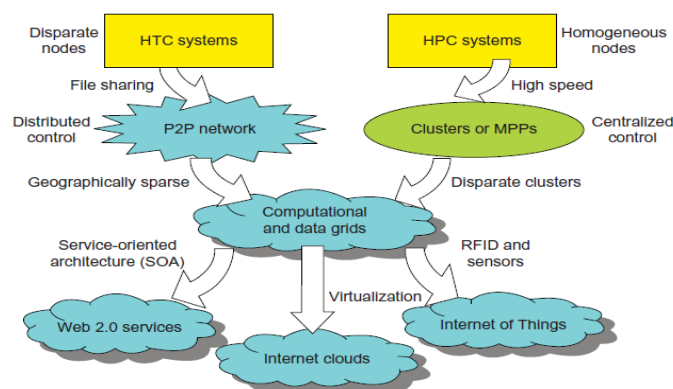 Disparate
nodes
HTC systems
HPC systems
Homogeneous
nodes
File sharing
High speed
Distributed
control
P2P network
Clusters or MPPs
Centralized
control
Geographically sparse
Disparate clusters
Computational
and data grids
Service-oriented
architecture (SOA)
RFID and
sensors
Virtualization
Web 2.0 services
Internet of Things
Internet clouds